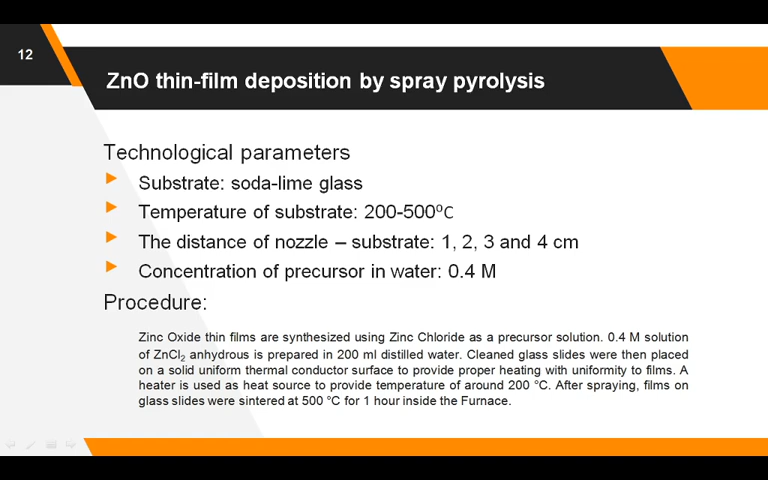 12
ZnO thin-film deposition by spray pyrolysis
Technological parameters
Substrate: soda-lime glass
Temperature of substrate: 200-500⁰C
The distance of nozzle – substrate: 1, 2, 3 and 4 cm
Concentration of precursor in water: 0.4 M
Procedure:
Zinc Oxide thin films are synthesized using Zinc Chloride as a precursor solution. 0.4 M solution
of ZnCl₂ anhydrous is prepared in 200 ml distilled water. Cleaned glass slides were then placed
on a solid uniform thermal conductor surface to provide proper heating with uniformity to films. A
heater is used as heat source to provide temperature of around 200 °C. After spraying, films on
glass slides were sintered at 500 °C for 1 hour inside the Furnace.